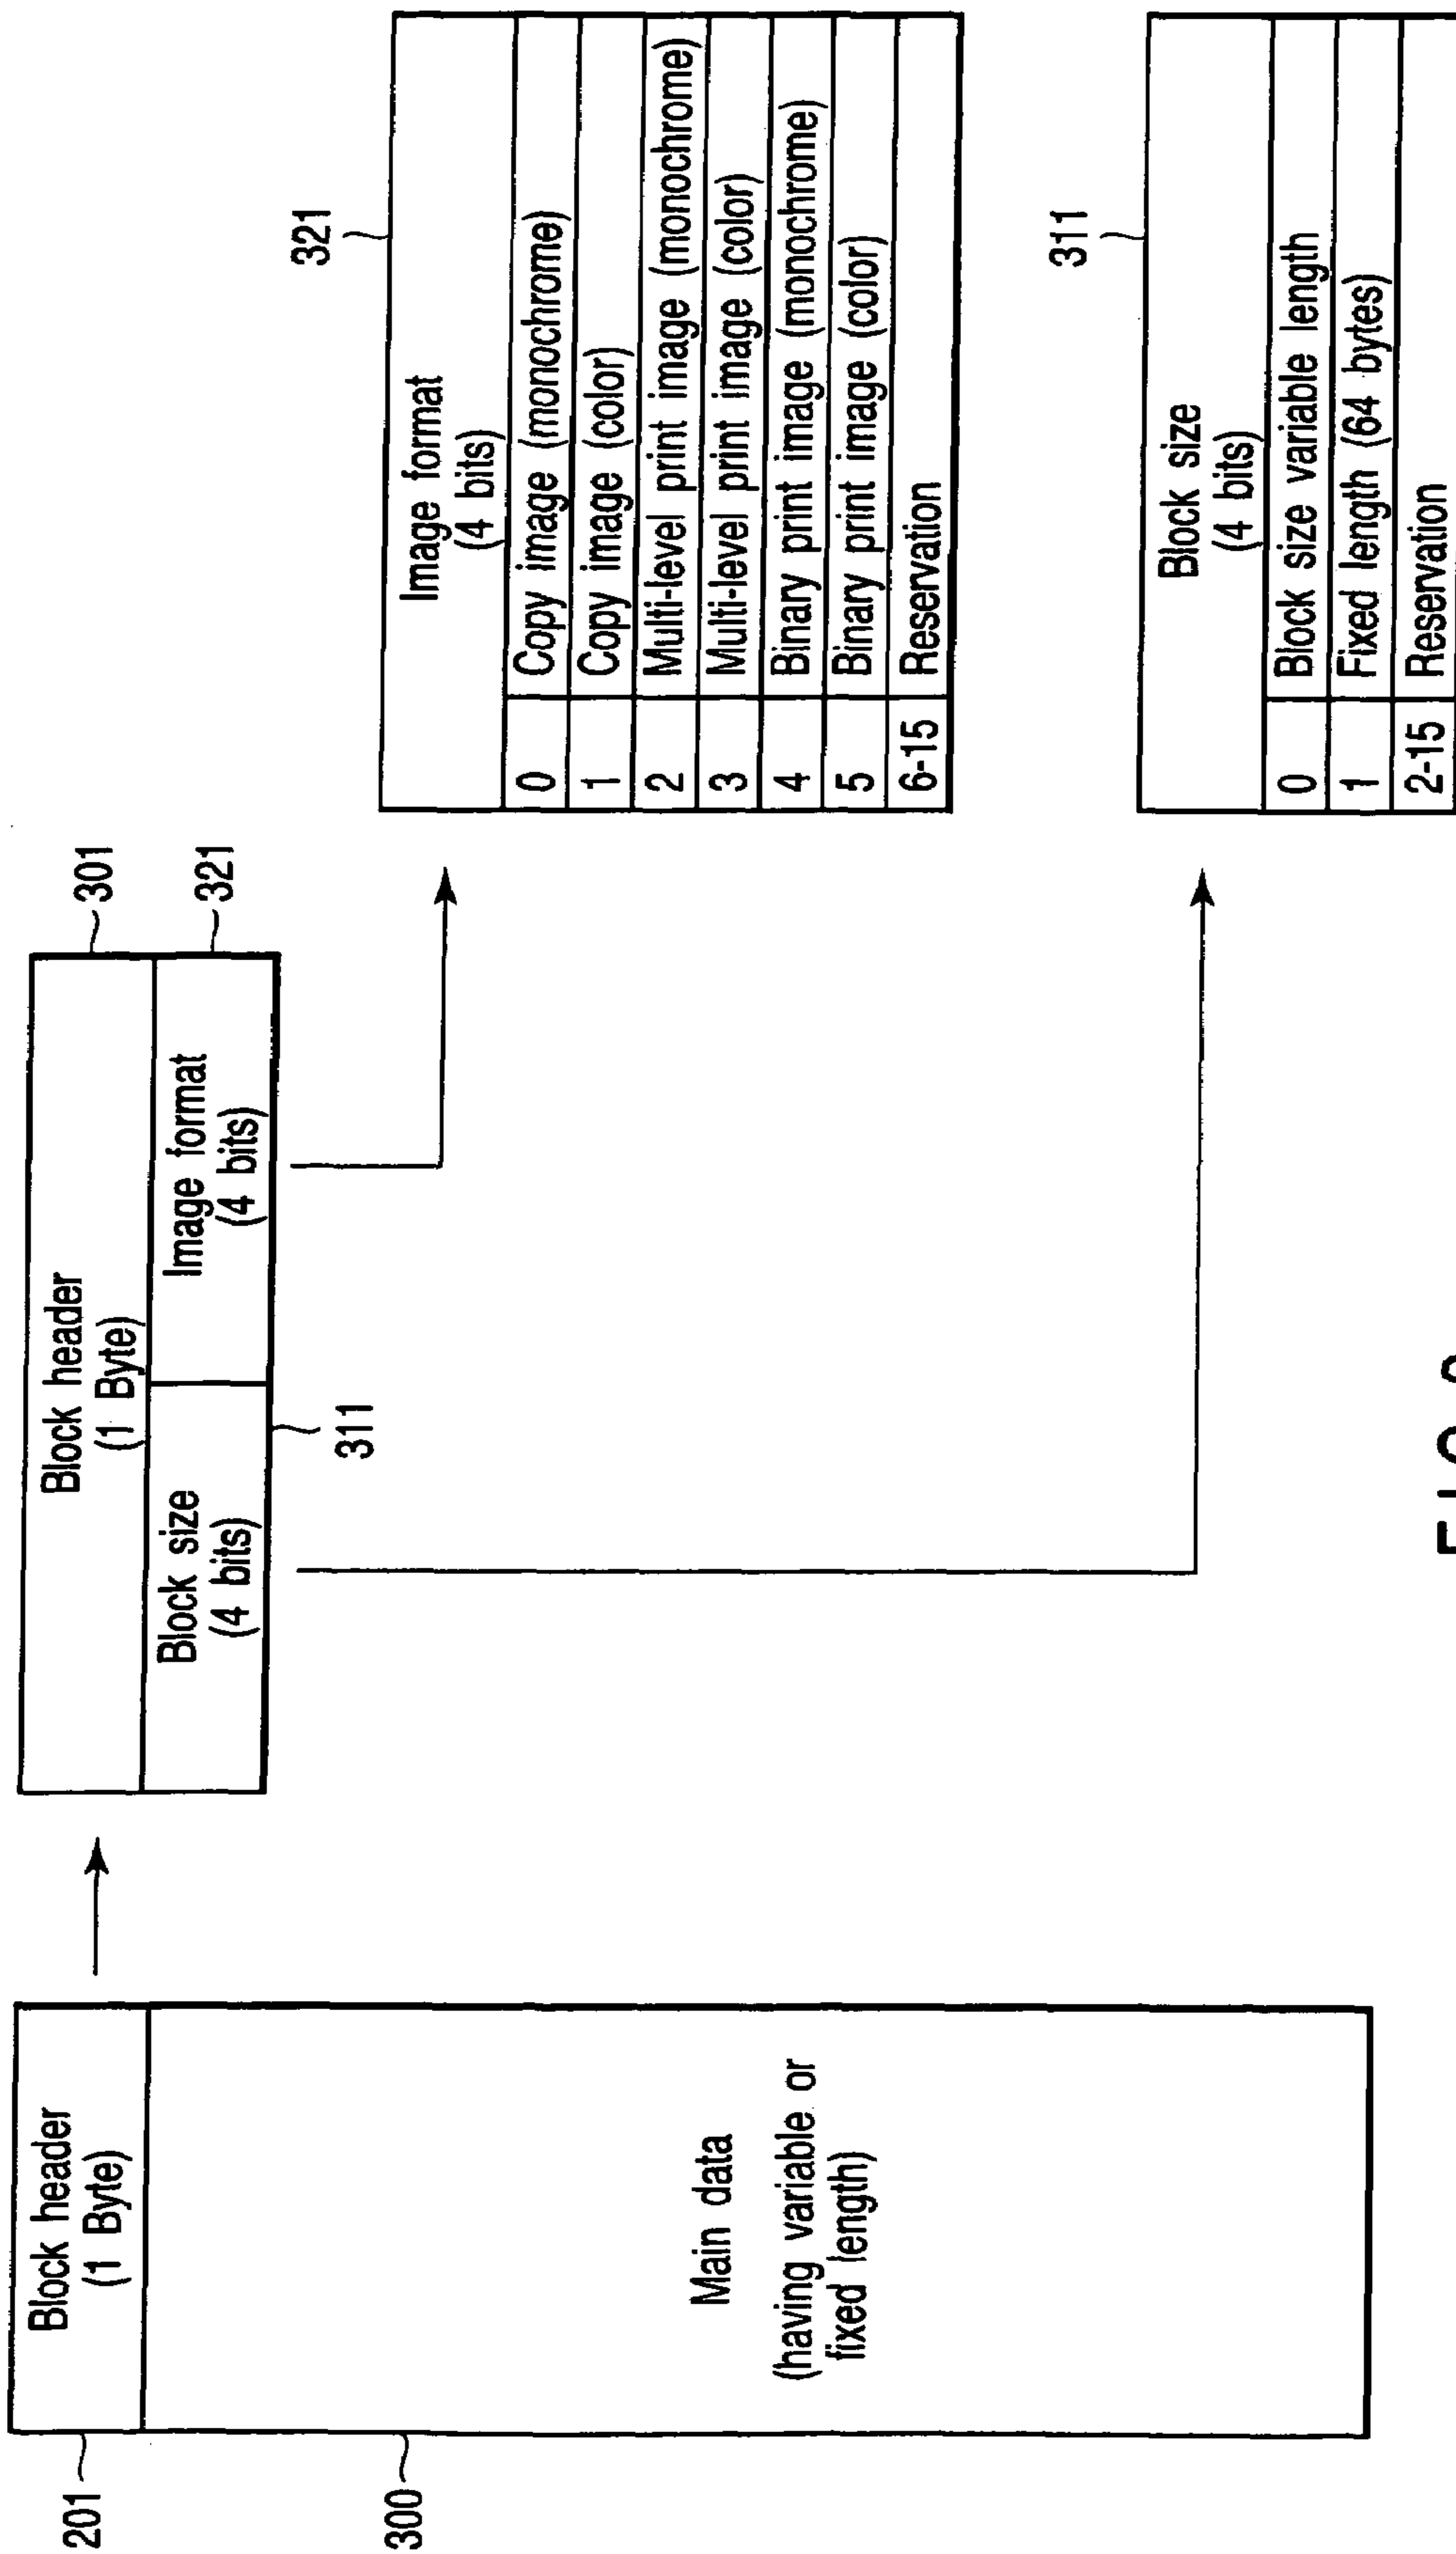 201
Block header
(1 Byte)
300
Main data
(having variable or
fixed length)
Block header
(1 Byte)
301
Block size
(4 bits)
Image format
(4 bits)
321
311
321
Image format
(4 bits)
0 Copy image (monochrome)
1 Copy image (color)
2 Multi-level print image (monochrome)
3 Multi-level print image (color)
4 Binary print image (monochrome)
5 Binary print image (color)
6-15 Reservation
311
Block size
(4 bits)
0 Block size variable length
1 Fixed length (64 bytes)
2-15 Reservation